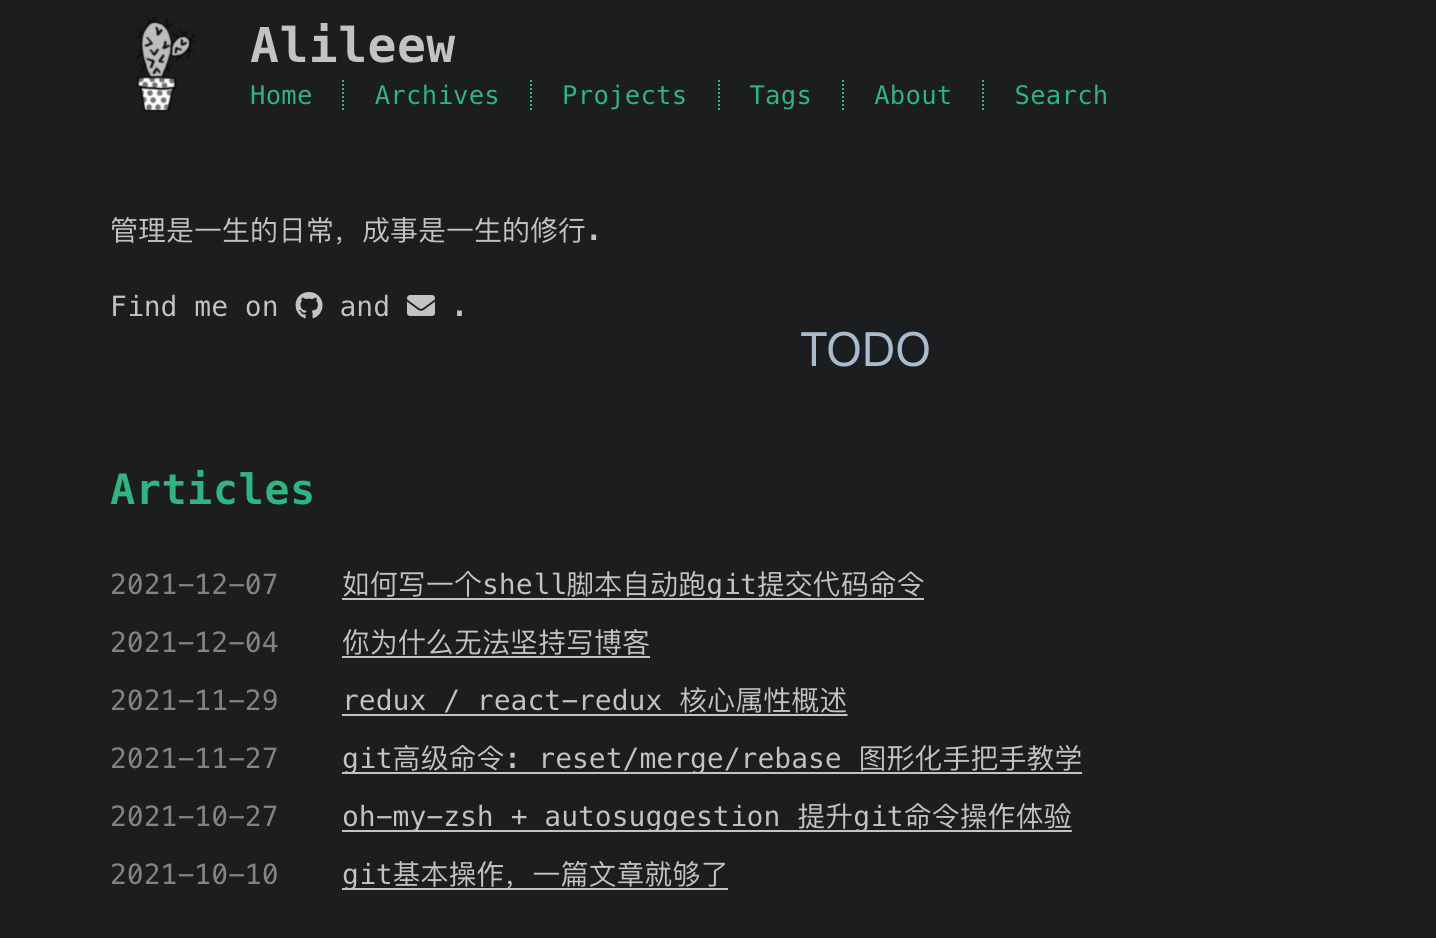 Alileew
Home Archives Projects Tags About Search
管理是一生的日常，成事是一生的修行.
Find me on and .
TODO
Articles
2021-12-07 如何写一个shell脚本自动跑git提交代码命令
2021-12-04 你为什么无法坚持写博客
2021-11-29 redux / react-redux 核心属性概述
2021-11-27 git高级命令: reset/merge/rebase 图形化手把手教学
2021-10-27 oh-my-zsh + autosuggestion 提升git命令操作体验
2021-10-10 git基本操作，一篇文章就够了